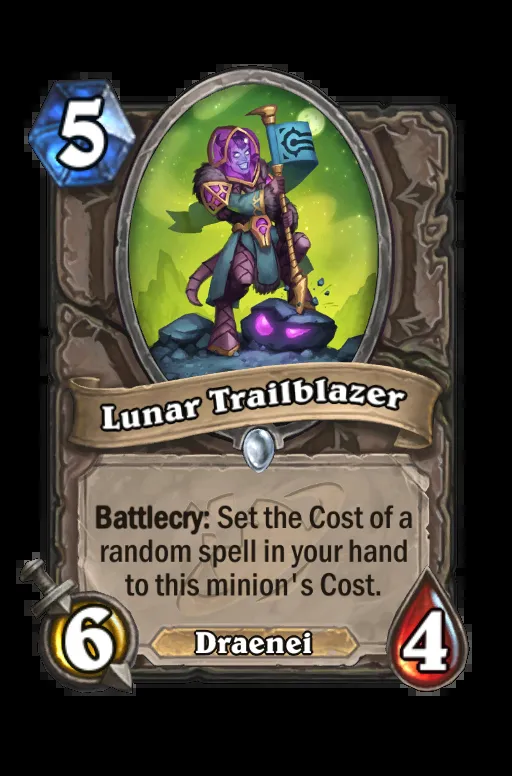 5
Lunar Trailblazer
Battlecry: Set the Cost of a
random spell in your hand
to this minion's Cost.
6
Draenei
4